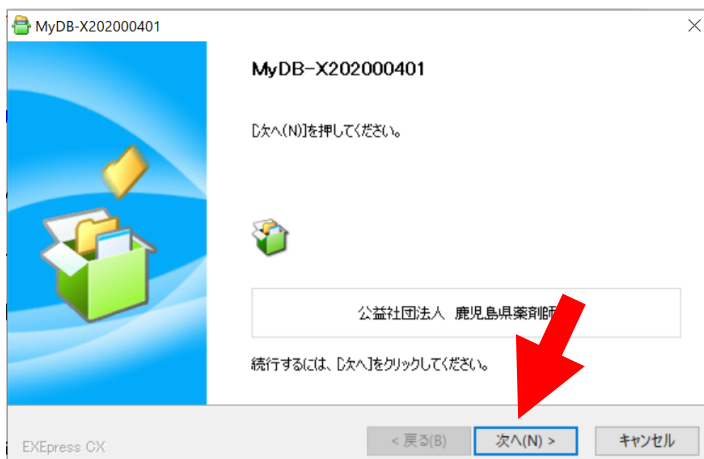 MyDB-X202000401
MyDB-X202000401
[次へ(N)]を押してください。
公益社団法人 鹿児島県薬剤師
続行するには、[次へ]をクリックしてください。
EXEpress CX
< 戻る(B)
次へ(N) >
キャンセル